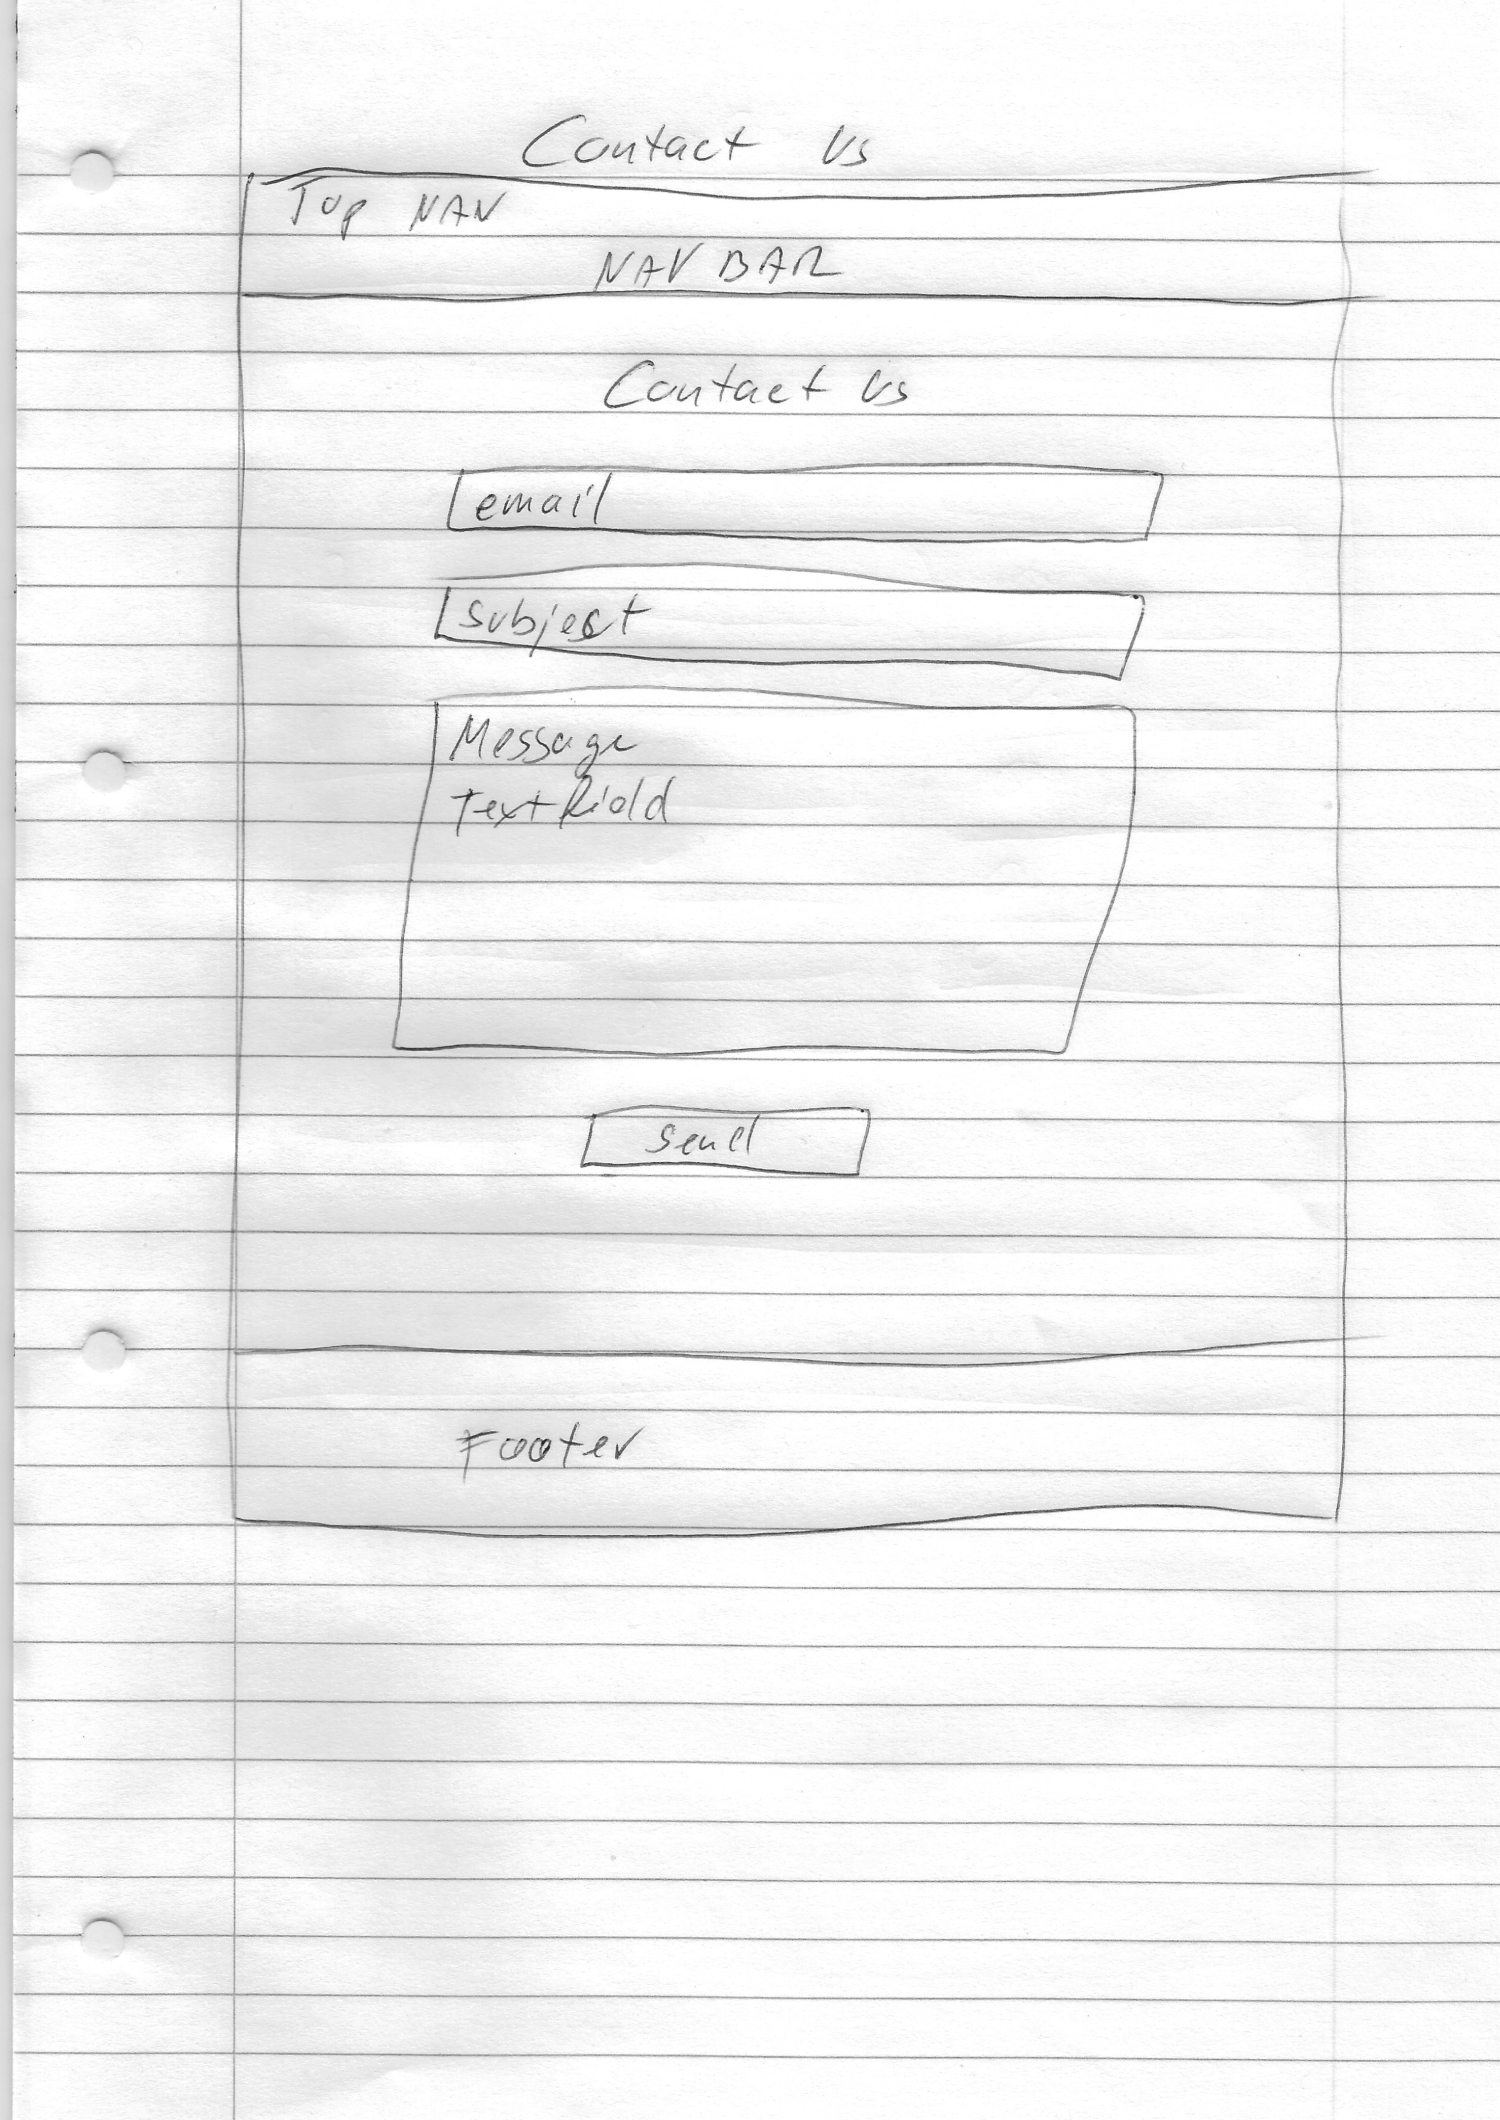 Contact Us
Top NAV
NAV BAR
Contact Us
email
subject
Message
Text field
send
Footer